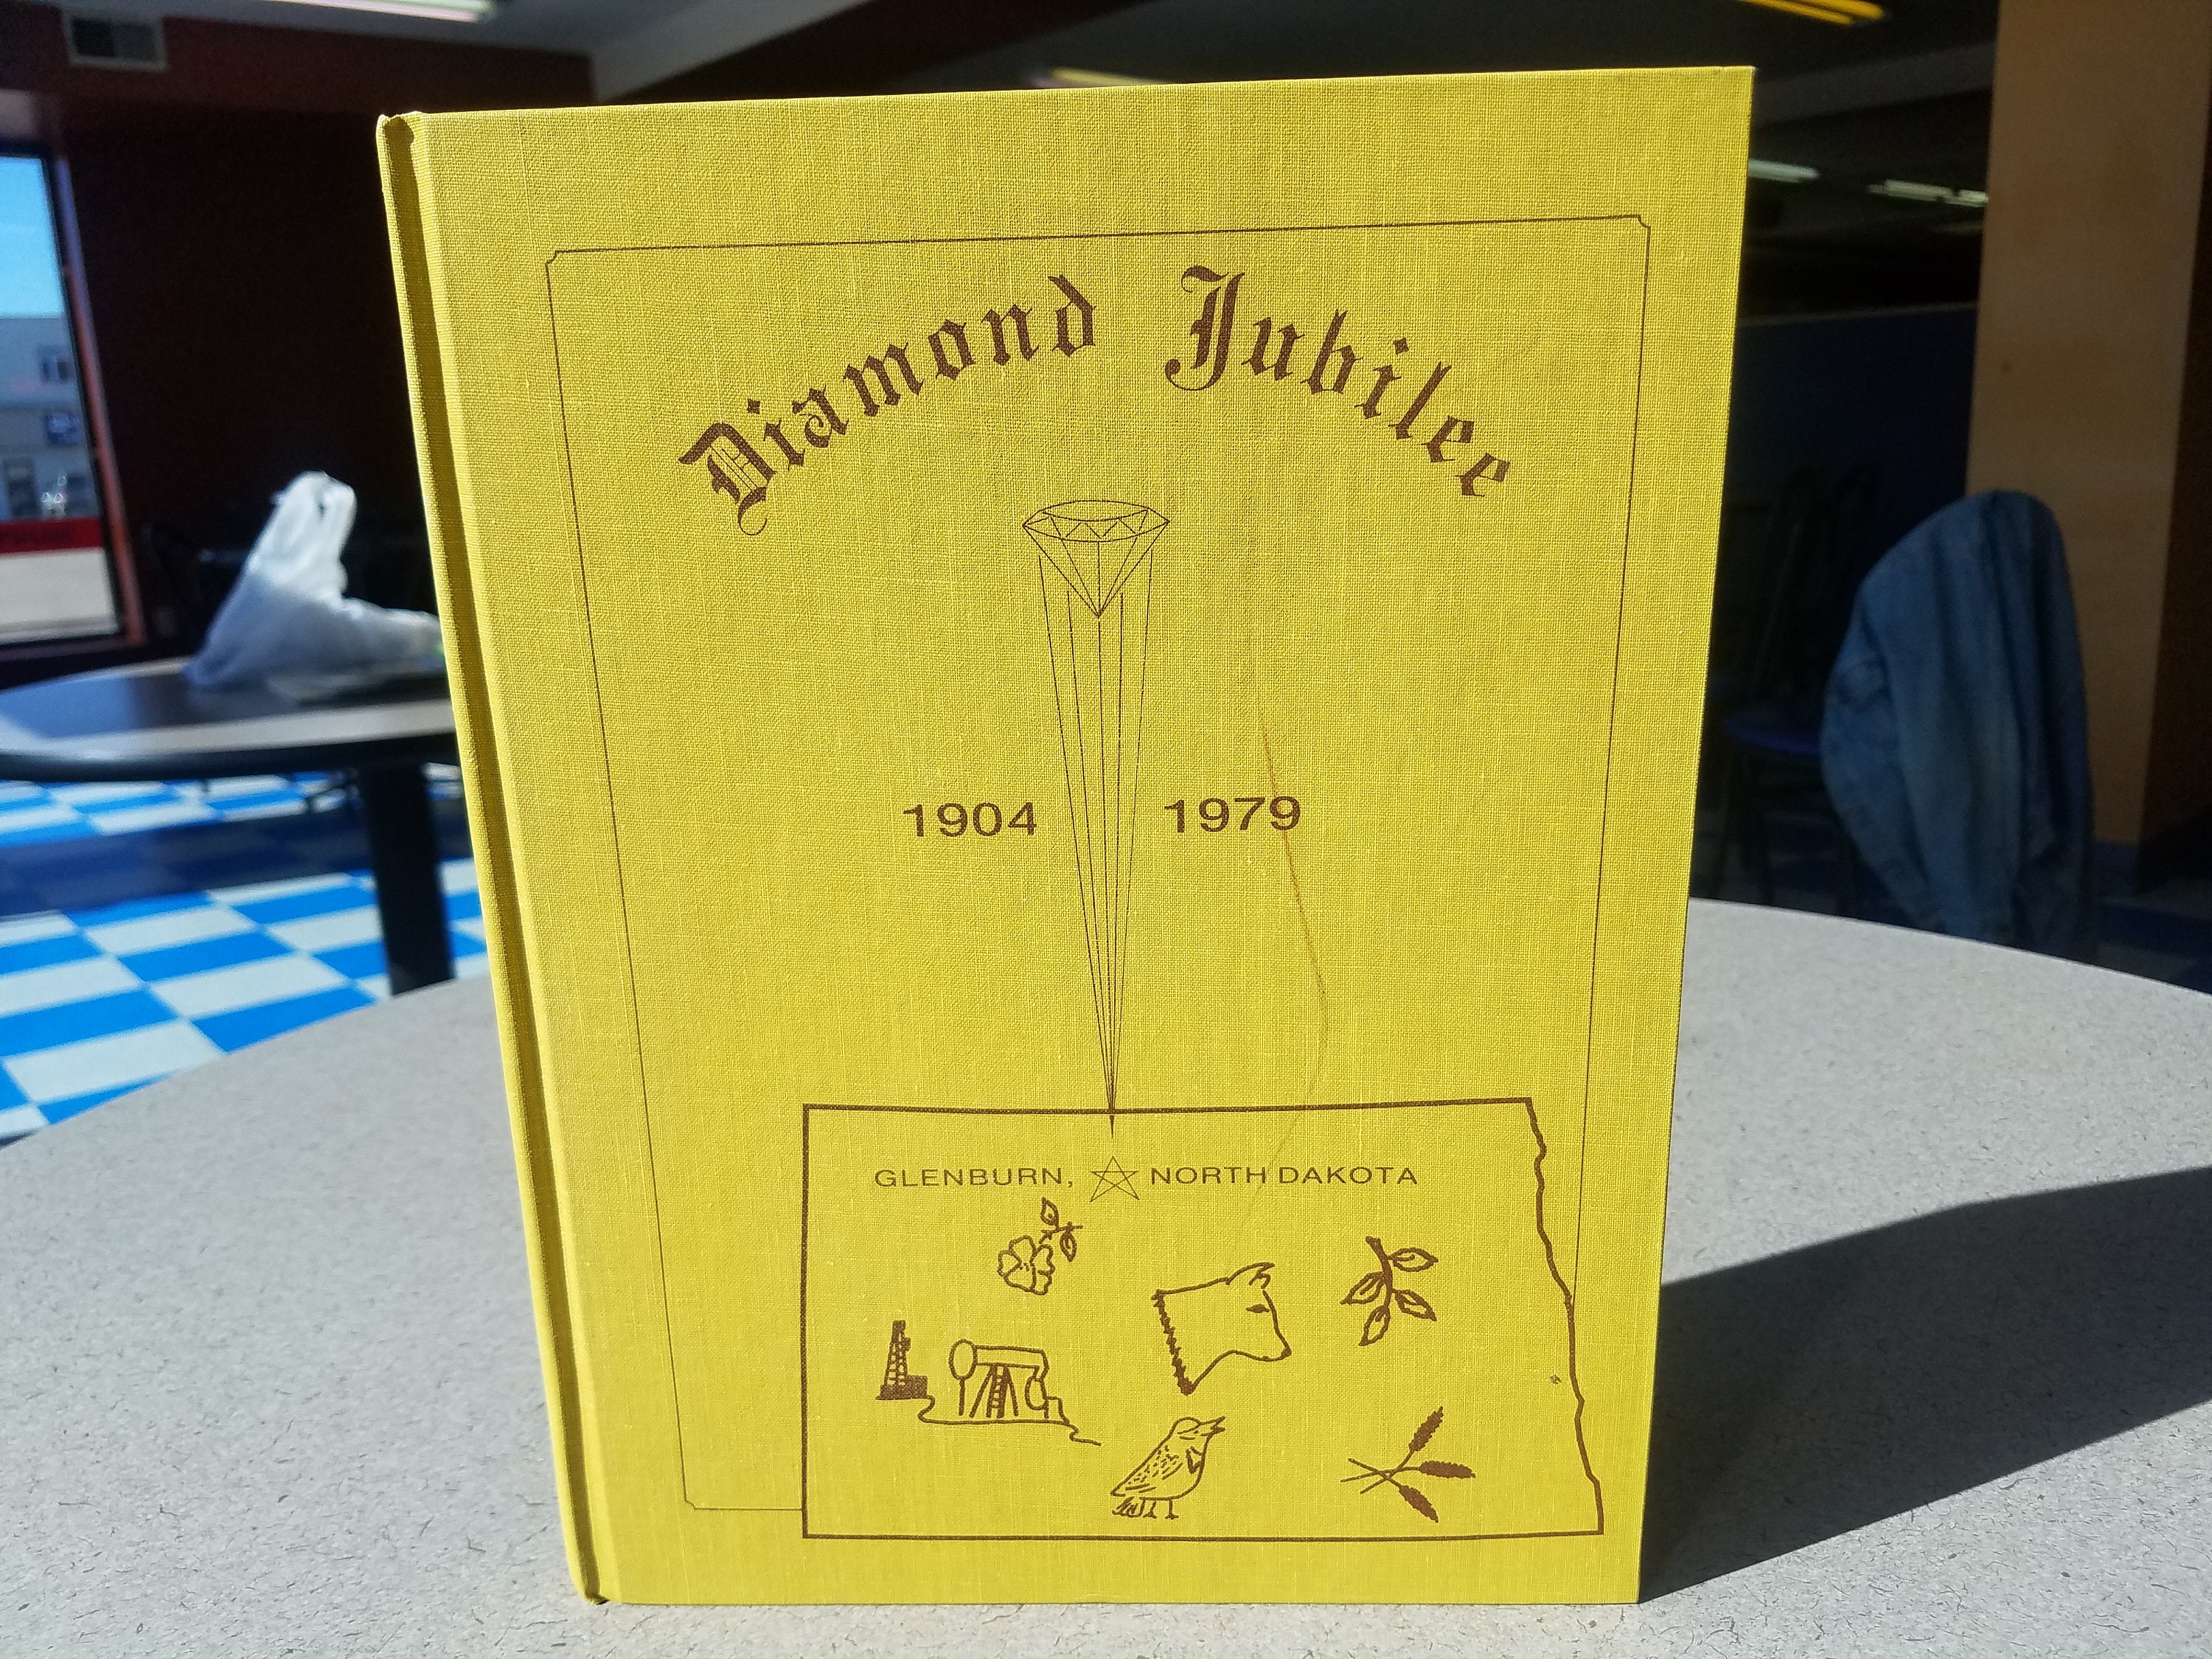 Diamond Jubilee
1904 1979
GLENBURN, NORTH DAKOTA